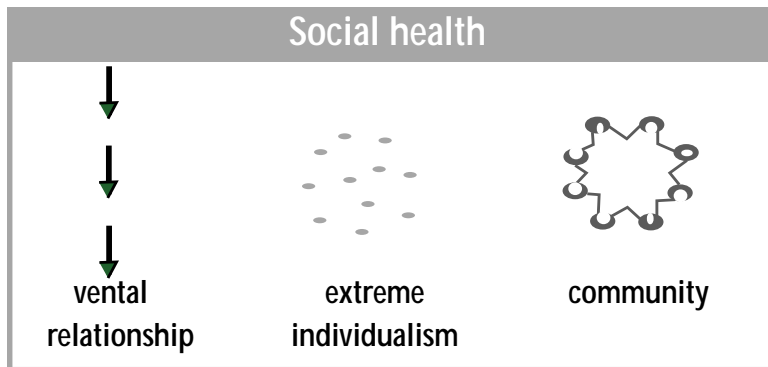 Social health
vental
relationship
extreme
individualism
community